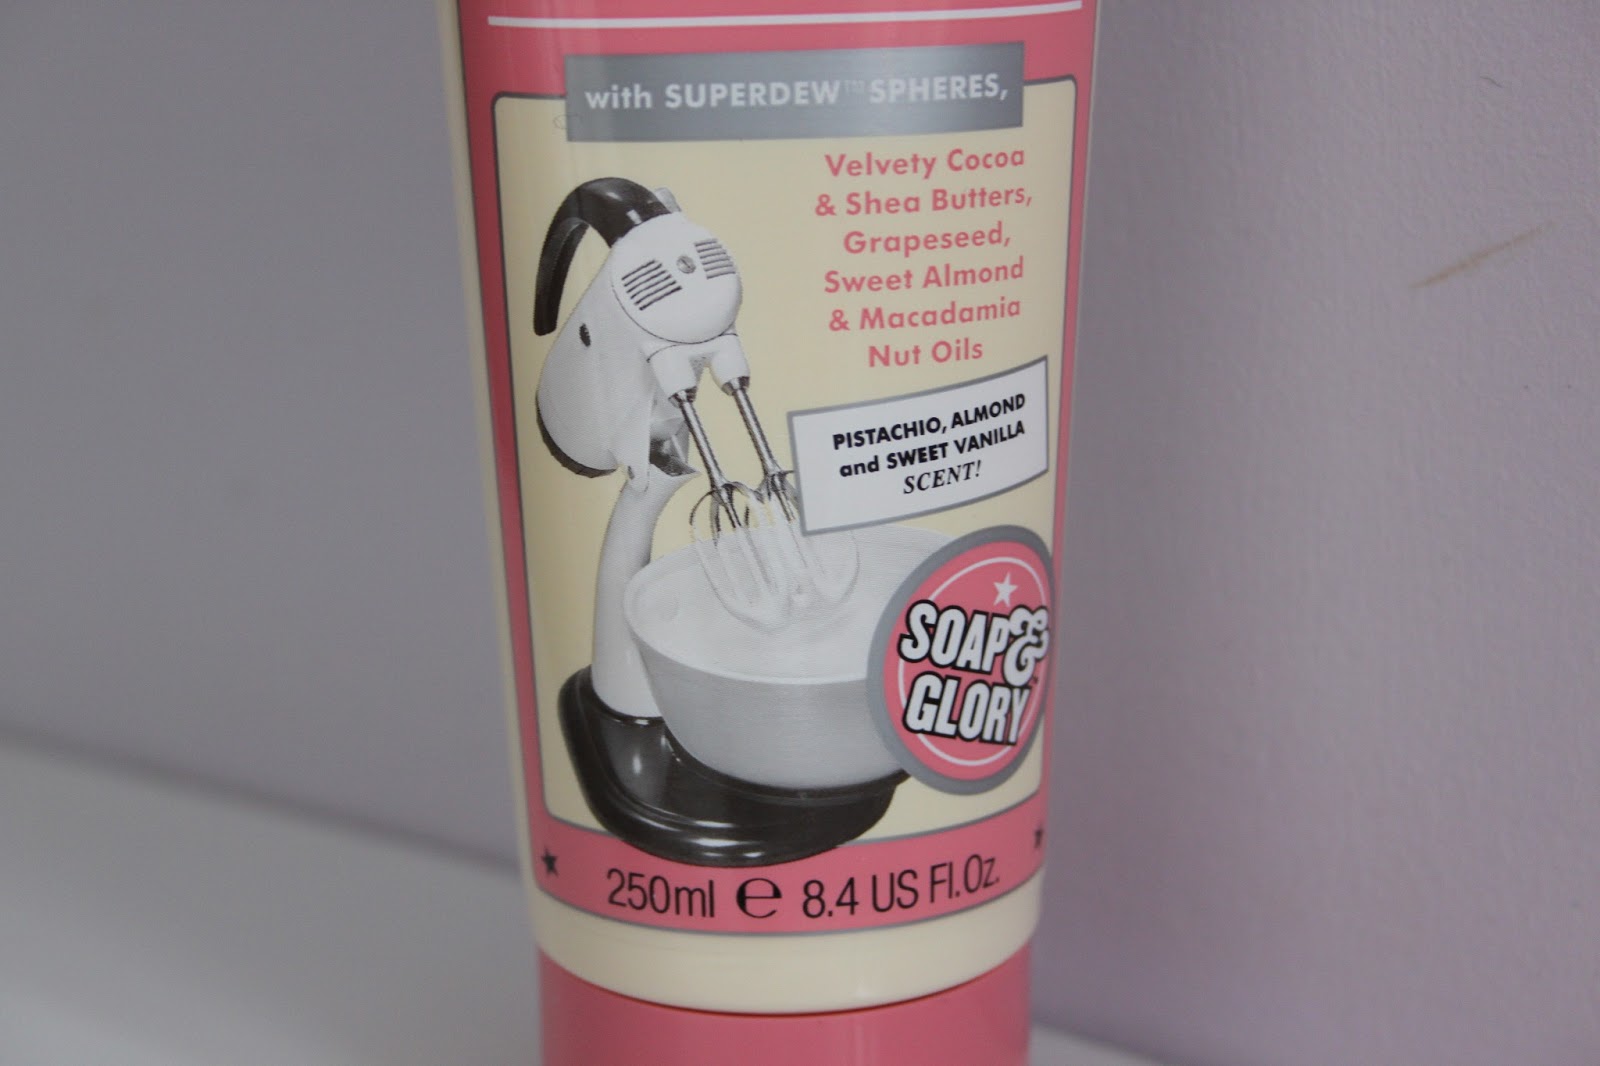 with SUPERDEW™ SPHERES,
Velvety Cocoa
& Shea Butters,
Grapeseed,
Sweet Almond
& Macadamia
Nut Oils
PISTACHIO, ALMOND
and SWEET VANILLA
SCENT!
SOAP &
GLORY™
250ml ℮ 8.4 US Fl.Oz.